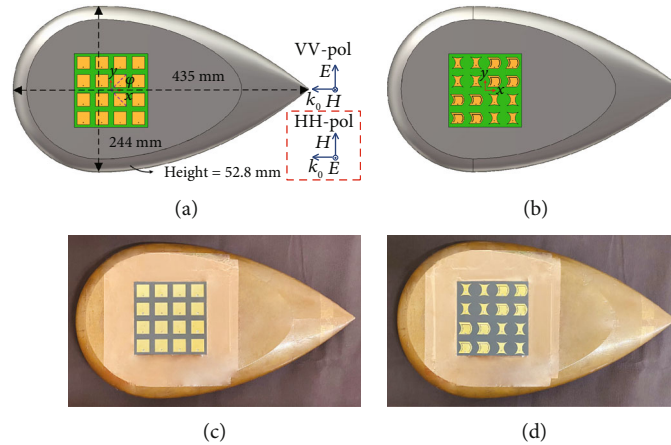 VV-pol
E
k₀ H
HH-pol
H
k₀ E
435 mm
y
φ
x
244 mm
Height = 52.8 mm
(a)
y
x
(b)
(c)
(d)